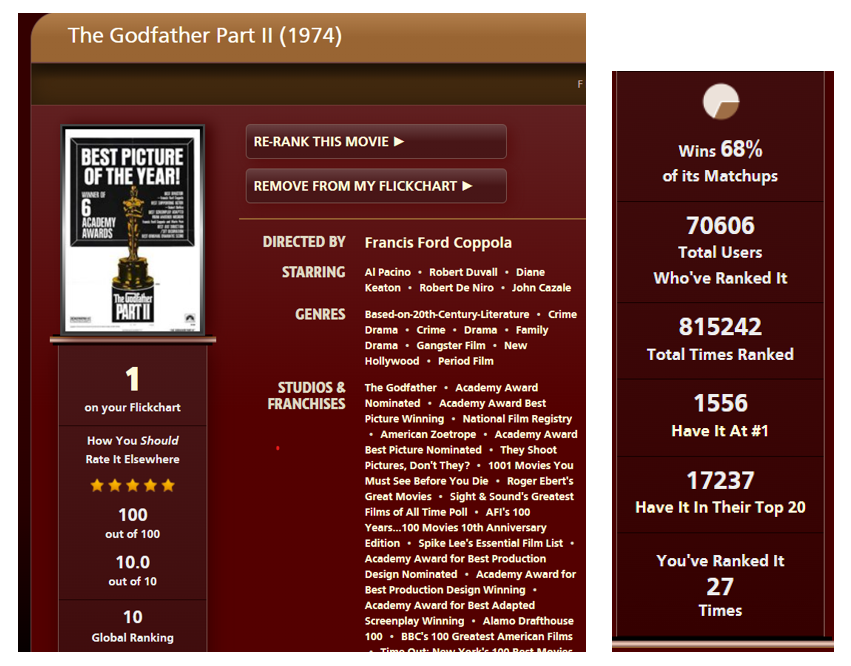 The Godfather Part II (1974)
F
BEST PICTURE
OF THE YEAR!
WINNER OF
6
ACADEMY
AWARDS
The Godfather
PART II
RE-RANK THIS MOVIE ▶
REMOVE FROM MY FLICKCHART ▶
DIRECTED BY Francis Ford Coppola
STARRING Al Pacino • Robert Duvall • Diane
Keaton • Robert De Niro • John Cazale
GENRES Based-on-20th-Century-Literature • Crime
Drama • Crime • Drama • Family
Drama • Gangster Film • New
Hollywood • Period Film
STUDIOS &
FRANCHISES
The Godfather • Academy Award
Nominated • Academy Award Best
Picture Winning • National Film Registry
• American Zoetrope • Academy Award
Best Picture Nominated • They Shoot
Pictures, Don't They? • 1001 Movies You
Must See Before You Die • Roger Ebert's
Great Movies • Sight & Sound's Greatest
Films of All Time Poll • AFI's 100
Years...100 Movies 10th Anniversary
Edition • Spike Lee's Essential Film List •
Academy Award for Best Production
Design Nominated • Academy Award for
Best Production Design Winning •
Academy Award for Best Adapted
Screenplay Winning • Alamo Drafthouse
100 • BBC's 100 Greatest American Films
• Time Out: New York's 100 Best Movies
1
on your Flickchart
How You Should
Rate It Elsewhere
100
out of 100
10.0
out of 10
10
Global Ranking
Wins 68%
of its Matchups
70606
Total Users
Who've Ranked It
815242
Total Times Ranked
1556
Have It At #1
17237
Have It In Their Top 20
You've Ranked It
27
Times